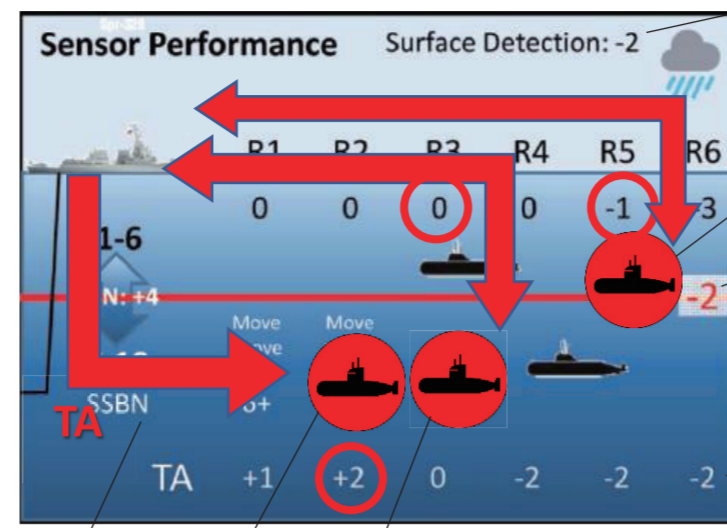 Sensor Performance
Surface Detection: -2
R1 R2 R3 R4 R5 R6
0 0 0 0 -1 -3
1-6
N: +4
-2
Move Move
SSBN
TA
TA +1 +2 0 -2 -2 -2